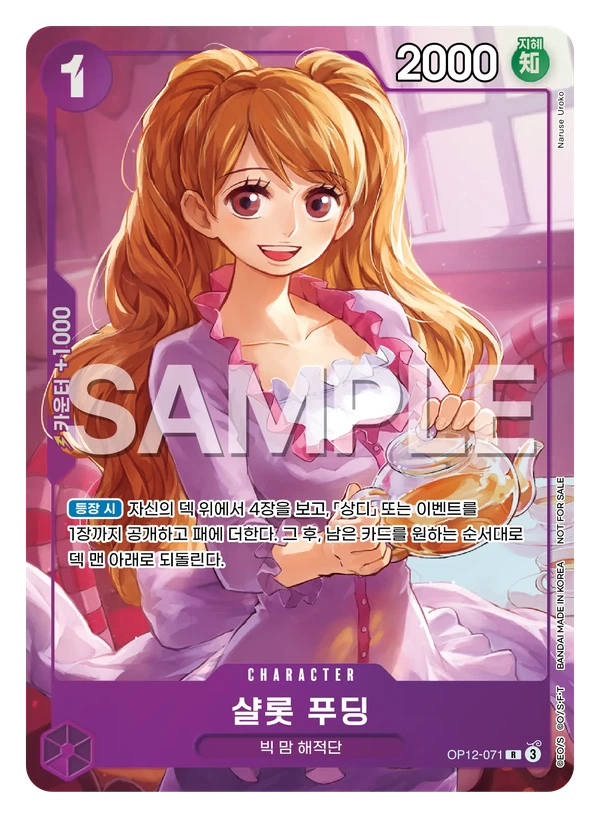 1
2000
지혜
知
Naruse Uroko
카운터 +1000
SAMPLE
등장 시 자신의 덱 위에서 4장을 보고, 「상디」 또는 이벤트를
1장까지 공개하고 패에 더한다. 그 후, 남은 카드를 원하는 순서대로
덱 맨 아래로 되돌린다.
CHARACTER
샬롯 푸딩
빅 맘 해적단
OP12-071 R 3
©EO/S ©O/S·F·T BANDAI MADE IN KOREA NOT FOR SALE